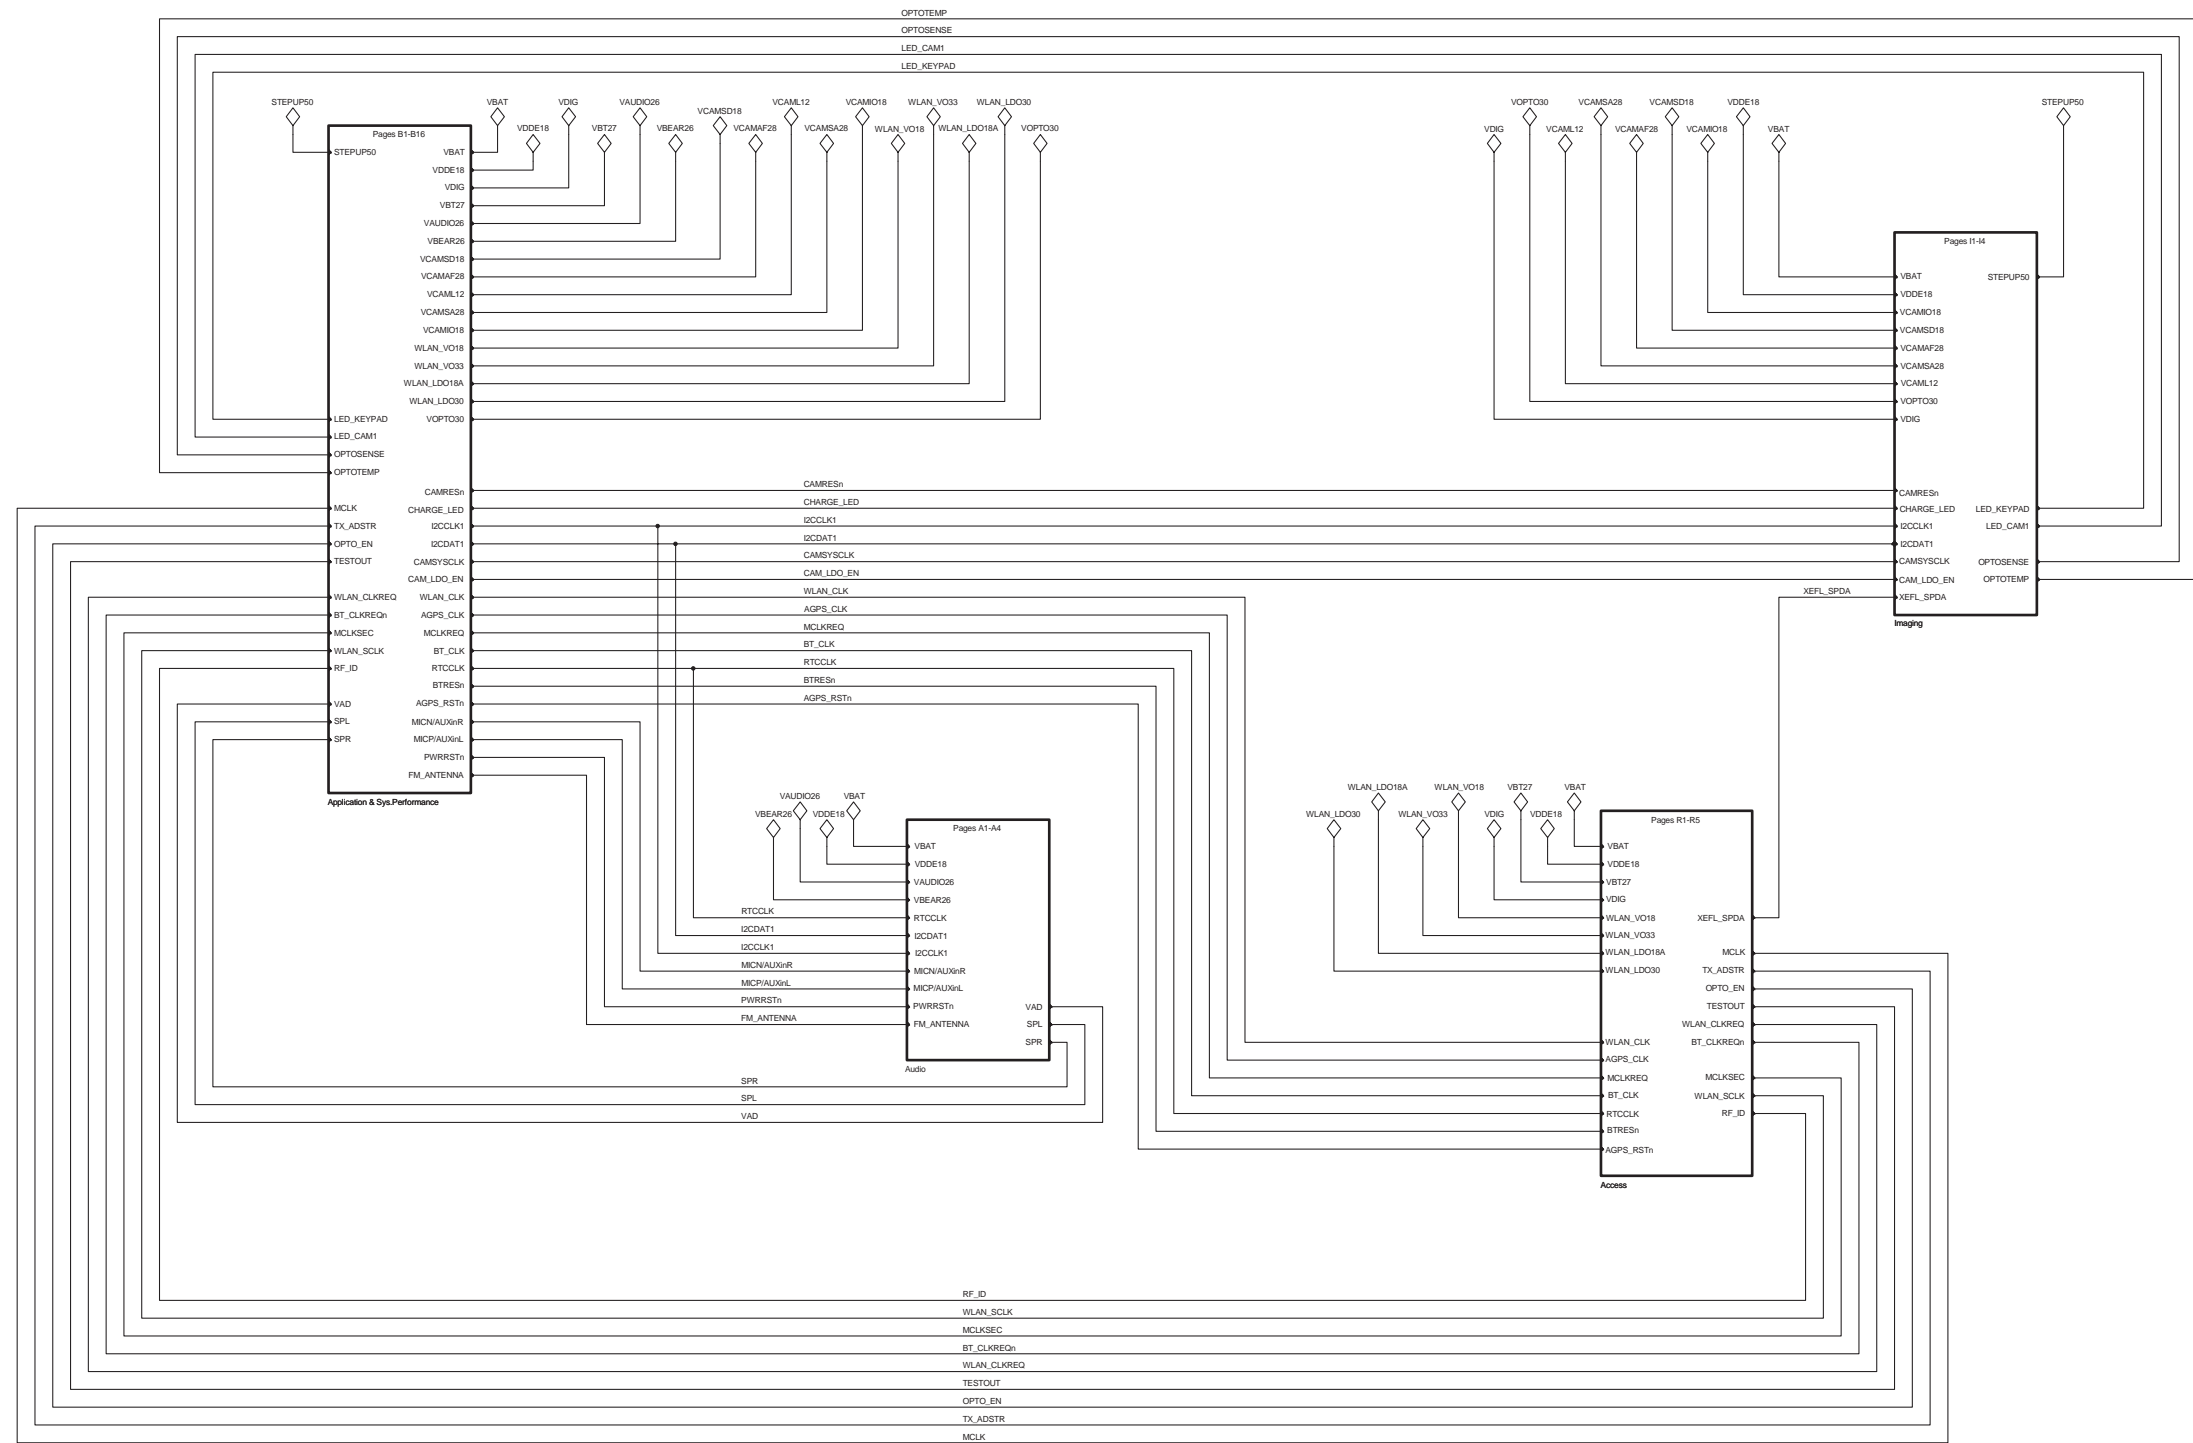 OPTOTEMP
OPTOSENSE
LED_CAM1
LED_KEYPAD
STEPUP50
VBAT
VDIG
VAUDIO26
VCAMSD18
VCAML12
VCAMIO18
WLAN_VO33
WLAN_LDO30
VDDE18
VBT27
VBEAR26
VCAMAF28
VCAMSA28
WLAN_VO18
WLAN_LDO18A
VOPTO30
VOPTO30
VCAMSA28
VCAMSD18
VDDE18
STEPUP50
VDIG
VCAML12
VCAMAF28
VCAMIO18
VBAT
Pages B1-B16
STEPUP50
LED_KEYPAD
LED_CAM1
OPTOSENSE
OPTOTEMP
MCLK
TX_ADSTR
OPTO_EN
TESTOUT
WLAN_CLKREQ
BT_CLKREQn
MCLKSEC
WLAN_SCLK
RF_ID
VAD
SPL
SPR
VBAT
VDDE18
VDIG
VBT27
VAUDIO26
VBEAR26
VCAMSD18
VCAMAF28
VCAML12
VCAMSA28
VCAMIO18
WLAN_VO18
WLAN_VO33
WLAN_LDO18A
WLAN_LDO30
VOPTO30
CAMRESn
CHARGE_LED
I2CCLK1
I2CDAT1
CAMSYSCLK
CAM_LDO_EN
WLAN_CLK
AGPS_CLK
MCLKREQ
BT_CLK
RTCCLK
BTRESn
AGPS_RSTn
MICN/AUXinR
MICP/AUXinL
PWRRSTn
FM_ANTENNA
Application & Sys.Performance
CAMRESn
CHARGE_LED
I2CCLK1
I2CDAT1
CAMSYSCLK
CAM_LDO_EN
WLAN_CLK
AGPS_CLK
MCLKREQ
BT_CLK
RTCCLK
BTRESn
AGPS_RSTn
XEFL_SPDA
Pages I1-I4
VBAT
VDDE18
VCAMIO18
VCAMSD18
VCAMAF28
VCAMSA28
VCAML12
VOPTO30
VDIG
CAMRESn
CHARGE_LED
I2CCLK1
I2CDAT1
CAMSYSCLK
CAM_LDO_EN
XEFL_SPDA
STEPUP50
LED_KEYPAD
LED_CAM1
OPTOSENSE
OPTOTEMP
Imaging
VAUDIO26
VBAT
VBEAR26
VDDE18
RTCCLK
I2CDAT1
I2CCLK1
MICN/AUXinR
MICP/AUXinL
PWRRSTn
FM_ANTENNA
Pages A1-A4
VBAT
VDDE18
VAUDIO26
VBEAR26
RTCCLK
I2CDAT1
I2CCLK1
MICN/AUXinR
MICP/AUXinL
PWRRSTn
FM_ANTENNA
VAD
SPL
SPR
Audio
SPR
SPL
VAD
WLAN_LDO18A
WLAN_VO18
VBT27
VBAT
WLAN_LDO30
WLAN_VO33
VDIG
VDDE18
Pages R1-R5
VBAT
VDDE18
VBT27
VDIG
WLAN_VO18
WLAN_VO33
WLAN_LDO18A
WLAN_LDO30
WLAN_CLK
AGPS_CLK
MCLKREQ
BT_CLK
RTCCLK
BTRESn
AGPS_RSTn
XEFL_SPDA
MCLK
TX_ADSTR
OPTO_EN
TESTOUT
WLAN_CLKREQ
BT_CLKREQn
MCLKSEC
WLAN_SCLK
RF_ID
Access
RF_ID
WLAN_SCLK
MCLKSEC
BT_CLKREQn
WLAN_CLKREQ
TESTOUT
OPTO_EN
TX_ADSTR
MCLK